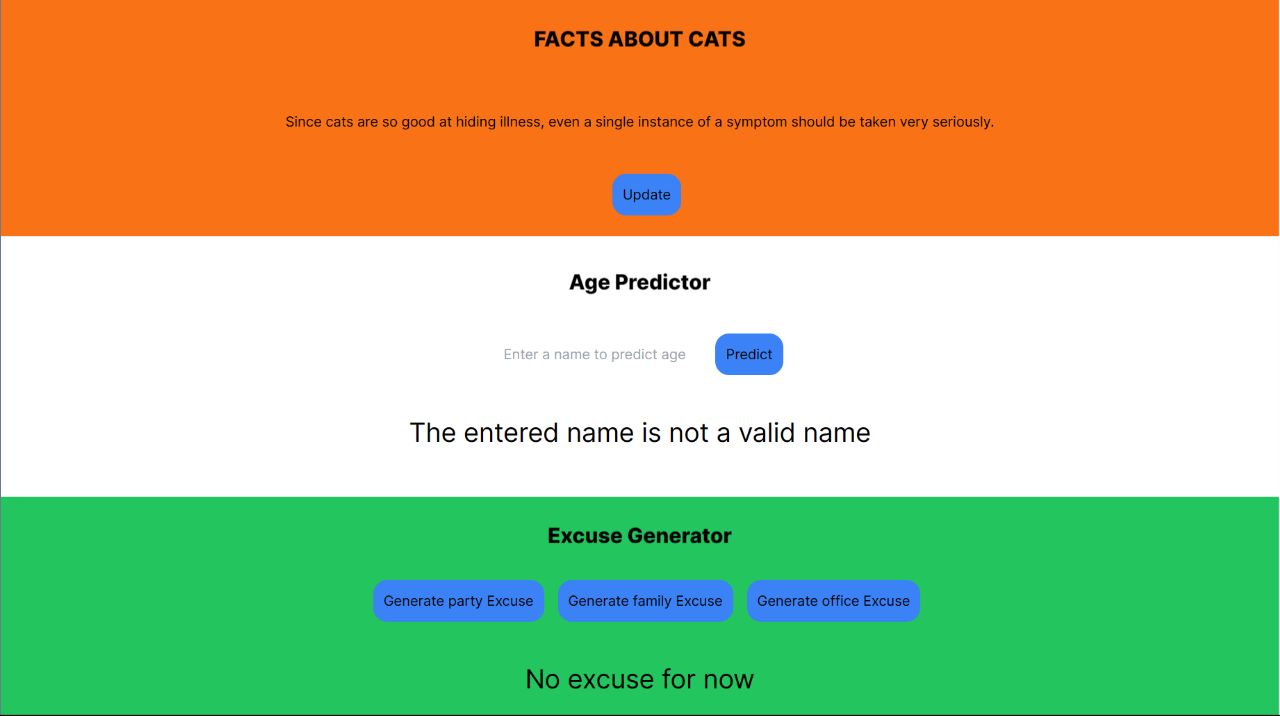 FACTS ABOUT CATS
Since cats are so good at hiding illness, even a single instance of a symptom should be taken very seriously.
Update
Age Predictor
Enter a name to predict age
Predict
The entered name is not a valid name
Excuse Generator
Generate party Excuse
Generate family Excuse
Generate office Excuse
No excuse for now